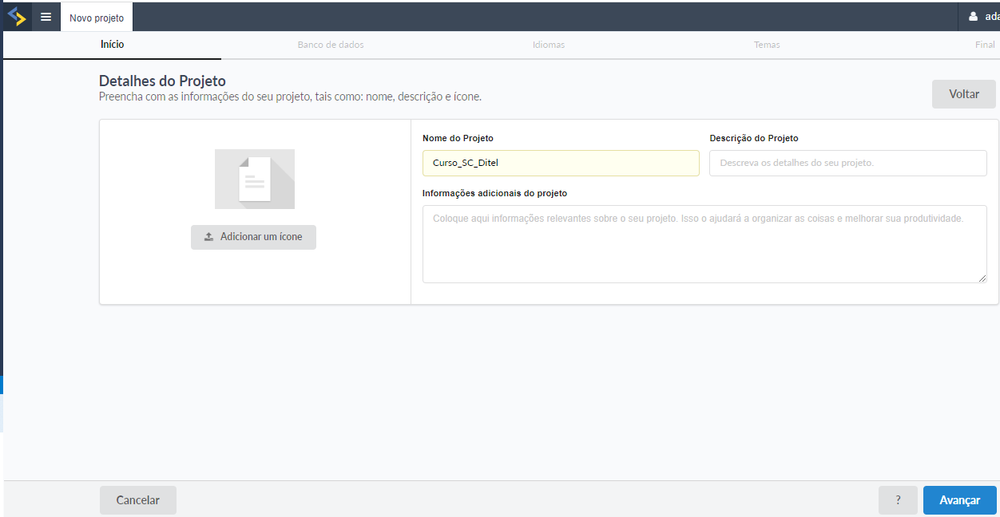 Novo projeto
Início Banco de dados Idiomas Temas Final
Detalhes do Projeto
Preencha com as informações do seu projeto, tais como: nome, descrição e ícone.
Voltar
Adicionar um ícone
Nome do Projeto Descrição do Projeto
Curso_SC_Ditel Descreva os detalhes do seu projeto.
Informações adicionais do projeto
Coloque aqui informações relevantes sobre o seu projeto. Isso o ajudará a organizar as coisas e melhorar sua produtividade.
Cancelar ? Avançar